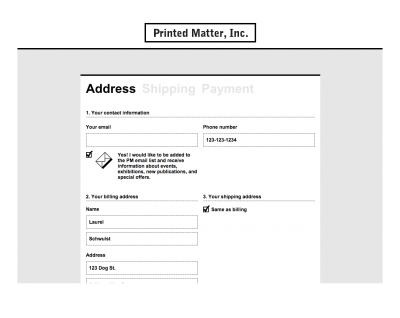 Printed Matter, Inc.
Address Shipping Payment
1. Your contact information
Your email
Phone number
123-123-1234
Yes! I would like to be added
to the PM email list and receive
information about events,
exhibitions, new publications, and
special offers.
2. Your billing address
3. Your shipping address
Name
Same as billing
Laurel
Schwulst
Address
123 Dog St.